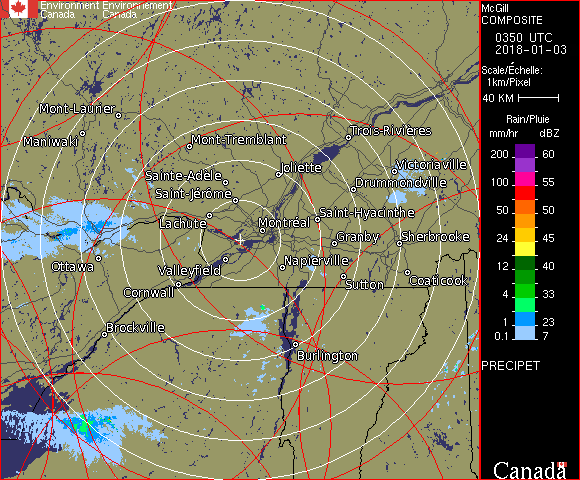 Environment Environnement
Canada Canada
McGill
COMPOSITE
0350 UTC
2018-01-03
Scale/Échelle:
1km/Pixel
40 KM
Rain/Pluie
mm/hr dBZ
200 60
150 57
100 55
50 50
24 45
12 40
4 33
1 23
0.1 7
PRECIPET
Canada
Mont-Laurier
Maniwaki
Mont-Tremblant
Trois-Rivières
Joliette
Victoriaville
Sainte-Adèle
Drummondville
Saint-Jérôme
Lachute
Saint-Hyacinthe
Montréal
Granby
Sherbrooke
Ottawa
Valleyfield
Napierville
Cornwall
Sutton
Coaticook
Brockville
Burlington